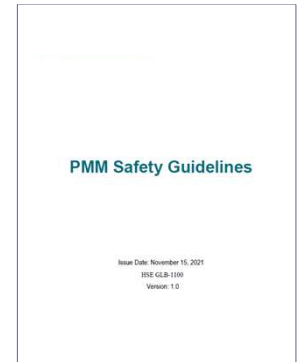 PMM Safety Guidelines
Issue Date: November 15, 2021
HSE GLB-1100
Version: 1.0